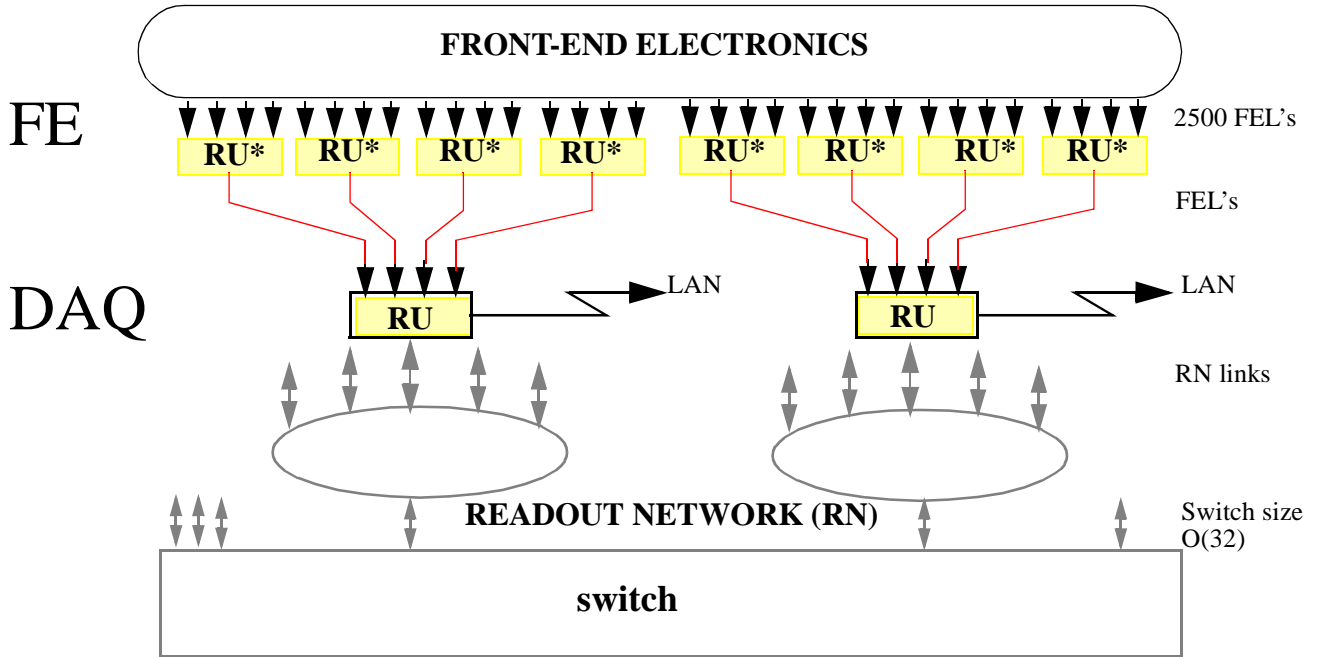 FRONT-END ELECTRONICS
FE
2500 FEL's
RU* RU* RU* RU* RU* RU* RU* RU*
FEL's
DAQ
LAN
LAN
RU
RU
RN links
READOUT NETWORK (RN)
Switch size
O(32)
switch